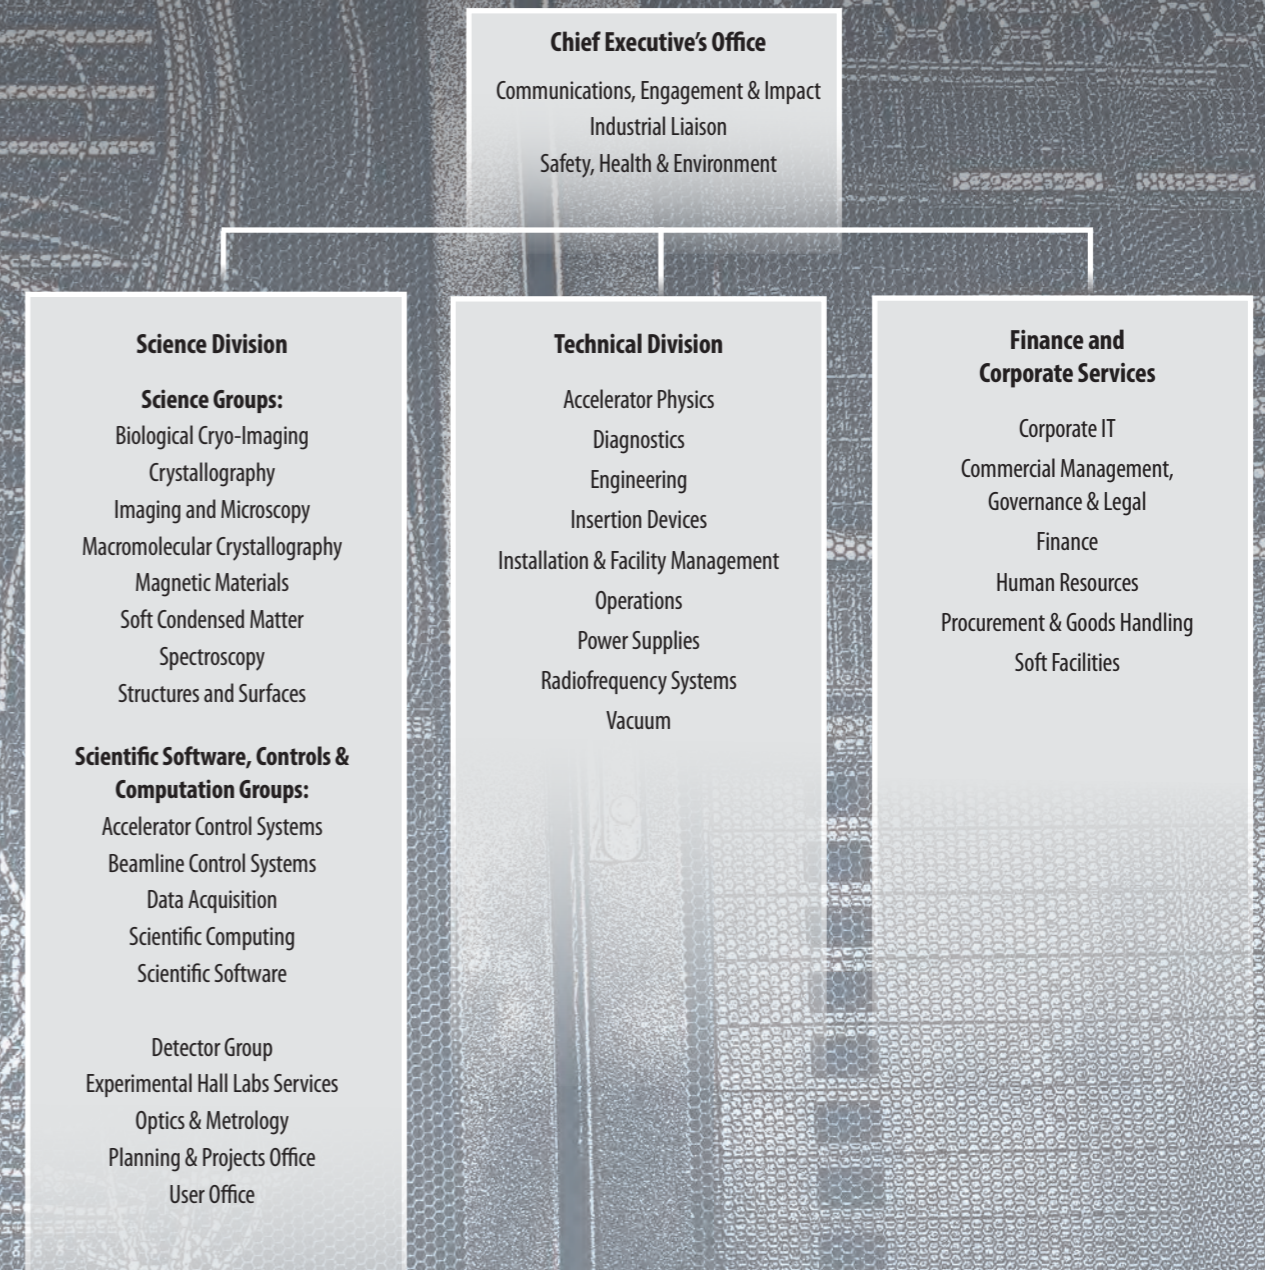 Chief Executive’s Office
Communications, Engagement & Impact
Industrial Liaison
Safety, Health & Environment
Science Division
Science Groups:
Biological Cryo-Imaging
Crystallography
Imaging and Microscopy
Macromolecular Crystallography
Magnetic Materials
Soft Condensed Matter
Spectroscopy
Structures and Surfaces
Scientific Software, Controls &
Computation Groups:
Accelerator Control Systems
Beamline Control Systems
Data Acquisition
Scientific Computing
Scientific Software
Detector Group
Experimental Hall Labs Services
Optics & Metrology
Planning & Projects Office
User Office
Technical Division
Accelerator Physics
Diagnostics
Engineering
Insertion Devices
Installation & Facility Management
Operations
Power Supplies
Radiofrequency Systems
Vacuum
Finance and
Corporate Services
Corporate IT
Commercial Management,
Governance & Legal
Finance
Human Resources
Procurement & Goods Handling
Soft Facilities